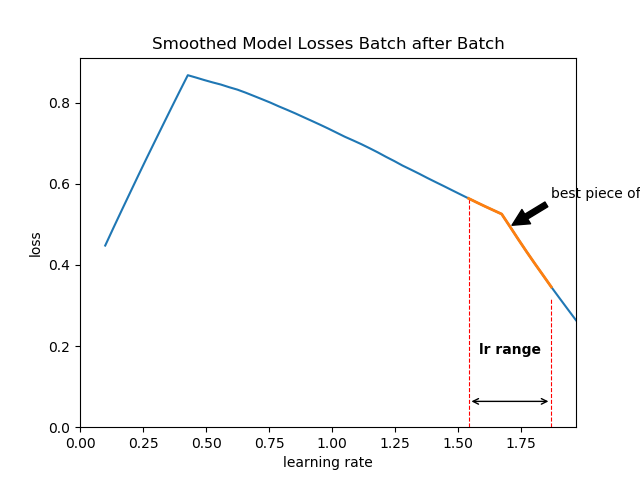 Smoothed Model Losses Batch after Batch
0.8
best piece of
0.6
loss
0.4
lr range
0.2
0.0
0.00 0.25 0.50 0.75 1.00 1.25 1.50 1.75
learning rate